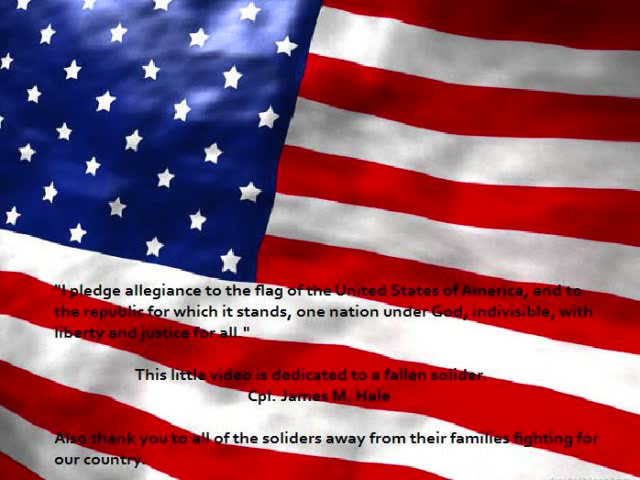 "I pledge allegiance to the flag of the United States of America, and to
the republic for which it stands, one nation under God, indivisible, with
liberty and justice for all."
This little video is dedicated to a fallen solider.
Cpl. James M. Hale
Also thank you to all of the soliders away from their families fighting for
our country.